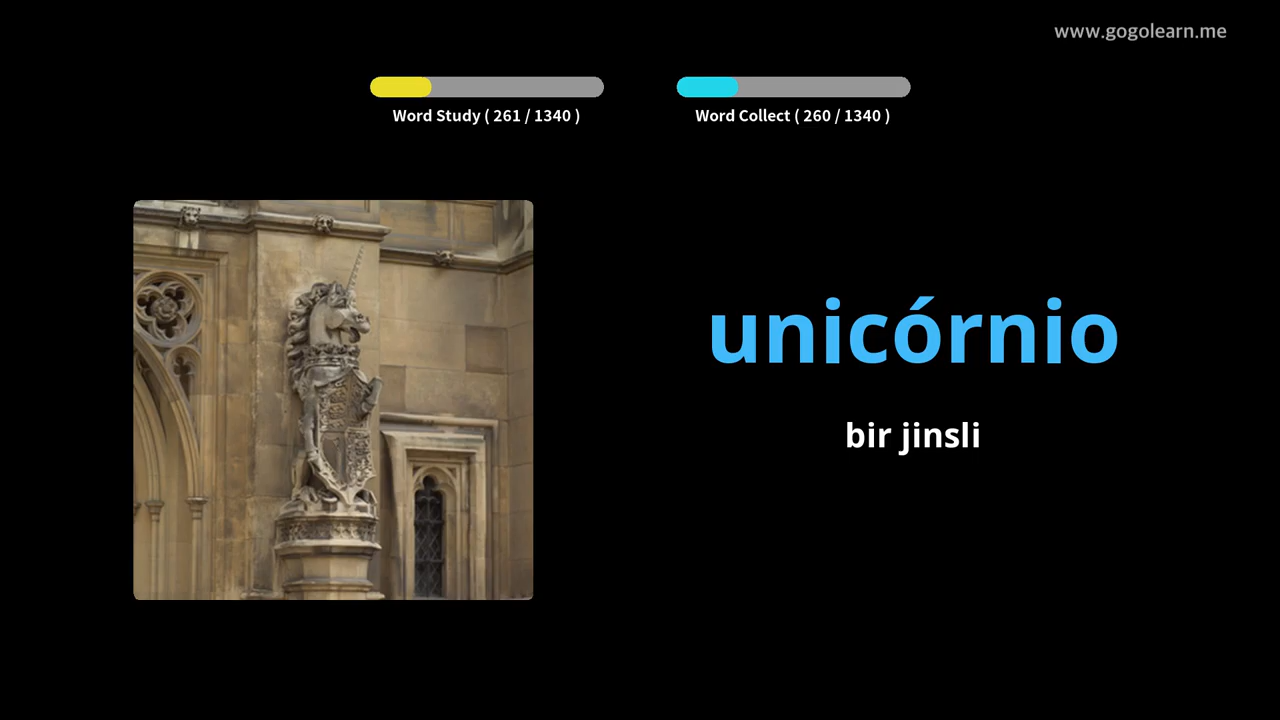 www.gogolearn.me
Word Study ( 261 / 1340 )
Word Collect ( 260 / 1340 )
unicórnio
bir jinsli